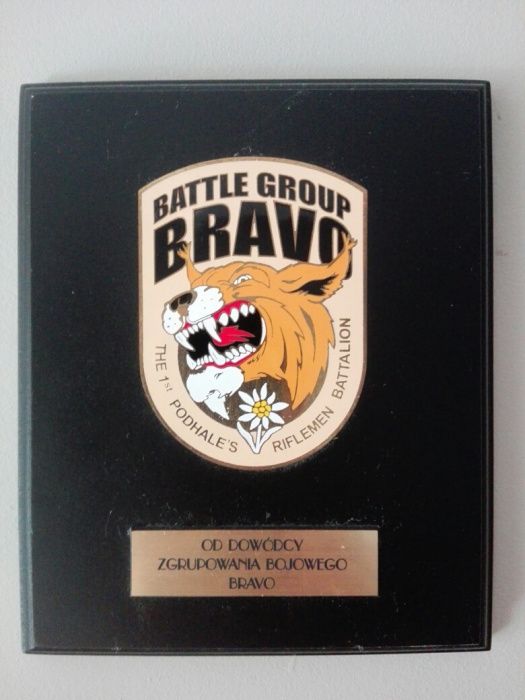 BATTLE GROUP
BRAVO
THE 1st PODHALE'S RIFLEMEN BATTALION
OD DOWÓDCY
ZGRUPOWANIA BOJOWEGO
BRAVO